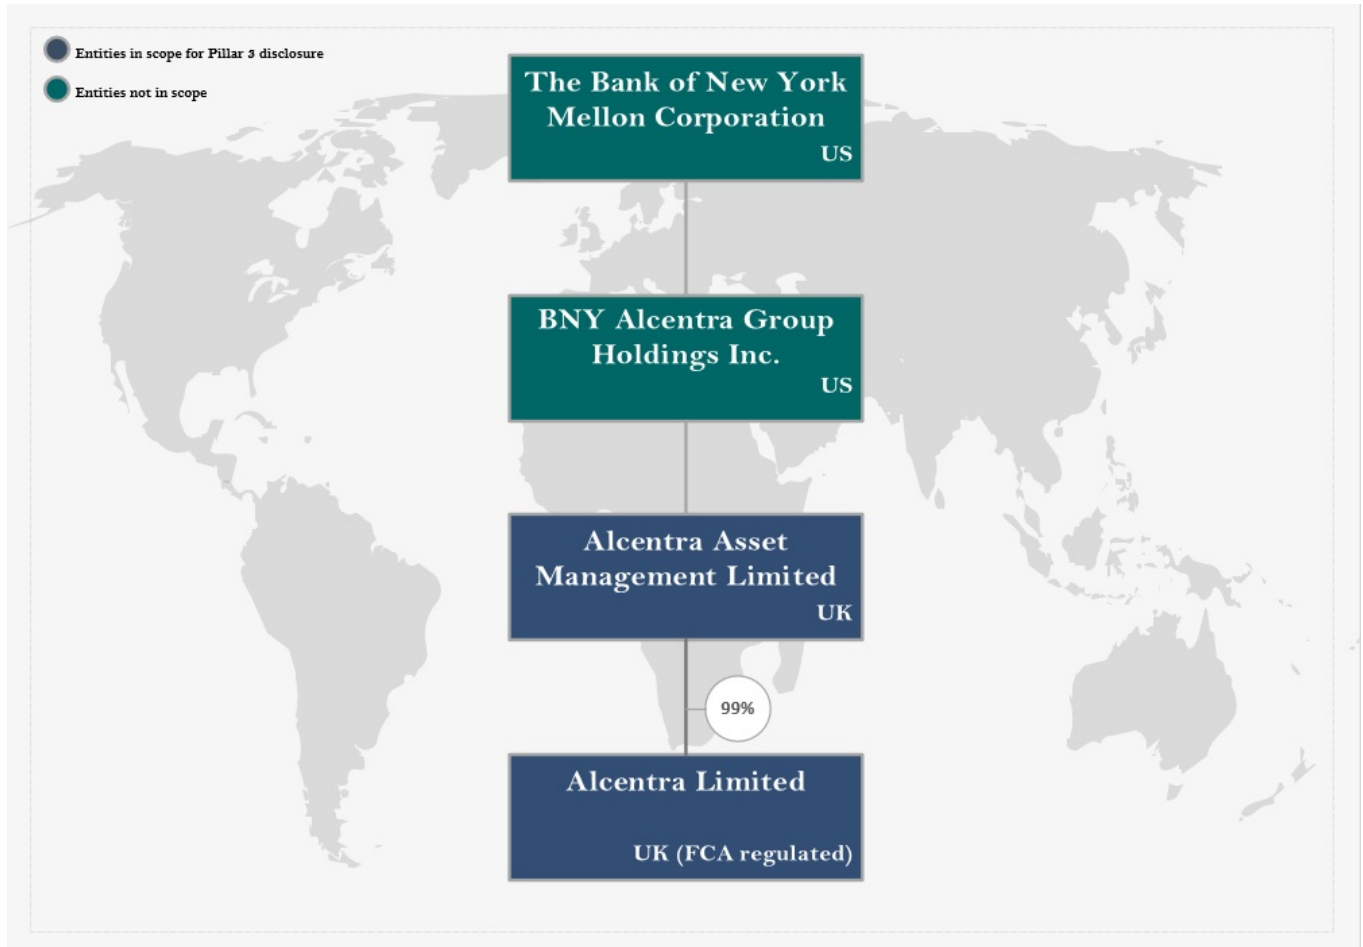 Entities in scope for Pillar 3 disclosure
Entities not in scope
The Bank of New York
Mellon Corporation
US
BNY Alcentra Group
Holdings Inc.
US
Alcentra Asset
Management Limited
UK
99%
Alcentra Limited
UK (FCA regulated)